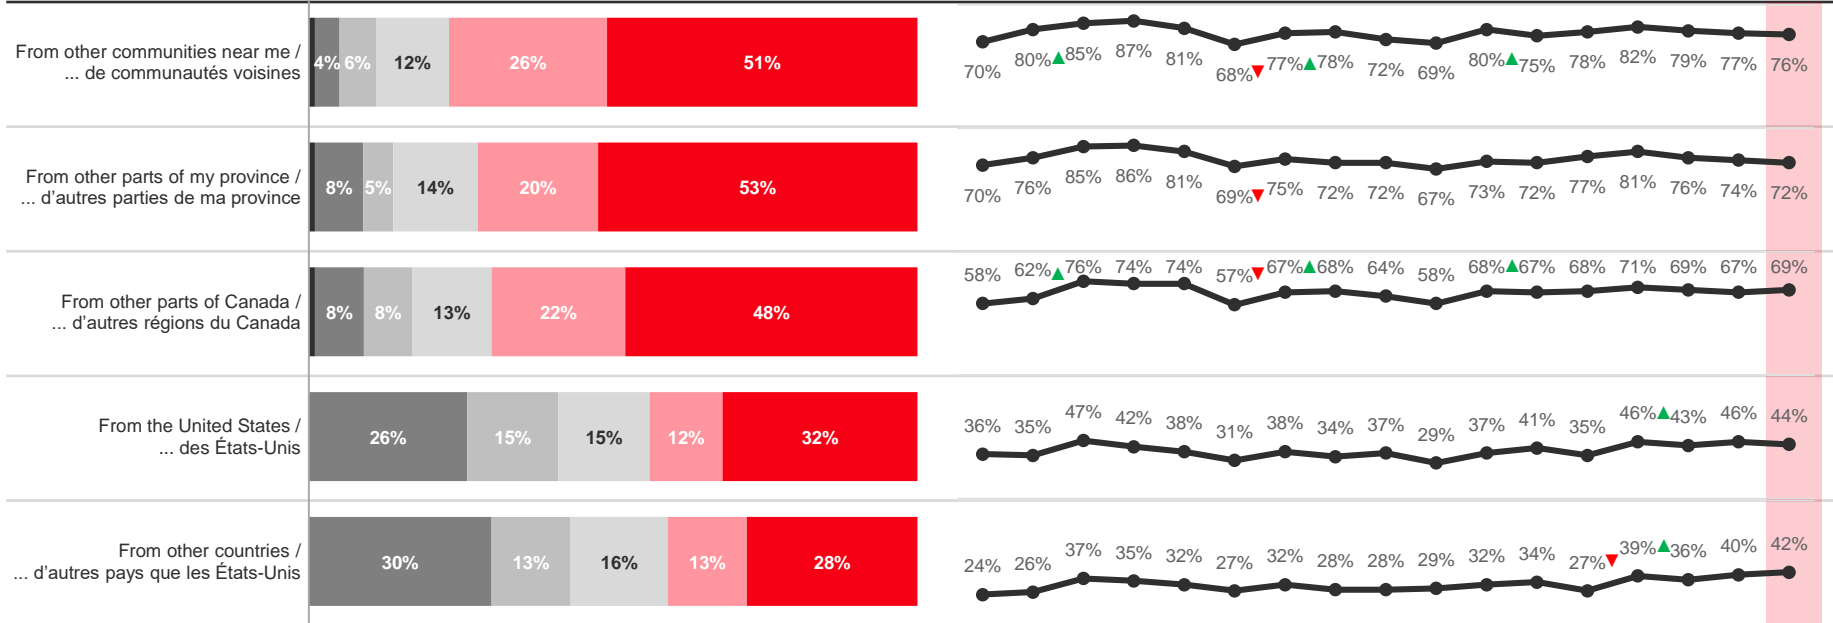 From other communities near me /
... de communautés voisines
4% 6% 12% 26% 51%
70% 80% 85% 87% 81% 68% 77% 78% 72% 69% 80% 75% 78% 82% 79% 77% 76%
From other parts of my province /
... d'autres parties de ma province
8% 5% 14% 20% 53%
70% 76% 85% 86% 81% 69% 75% 72% 72% 67% 73% 72% 77% 81% 76% 74% 72%
From other parts of Canada /
... d'autres régions du Canada
8% 8% 13% 22% 48%
58% 62% 76% 74% 74% 57% 67% 68% 64% 58% 68% 67% 68% 71% 69% 67% 69%
From the United States /
... des États-Unis
26% 15% 15% 12% 32%
36% 35% 47% 42% 38% 31% 38% 34% 37% 29% 37% 41% 35% 46% 43% 46% 44%
From other countries /
... d'autres pays que les États-Unis
30% 13% 16% 13% 28%
24% 26% 37% 35% 32% 27% 32% 28% 28% 29% 32% 34% 27% 39% 36% 40% 42%